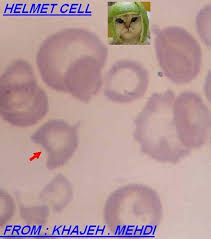 HELMET CELL
FROM : KHAJEH . MEHDI